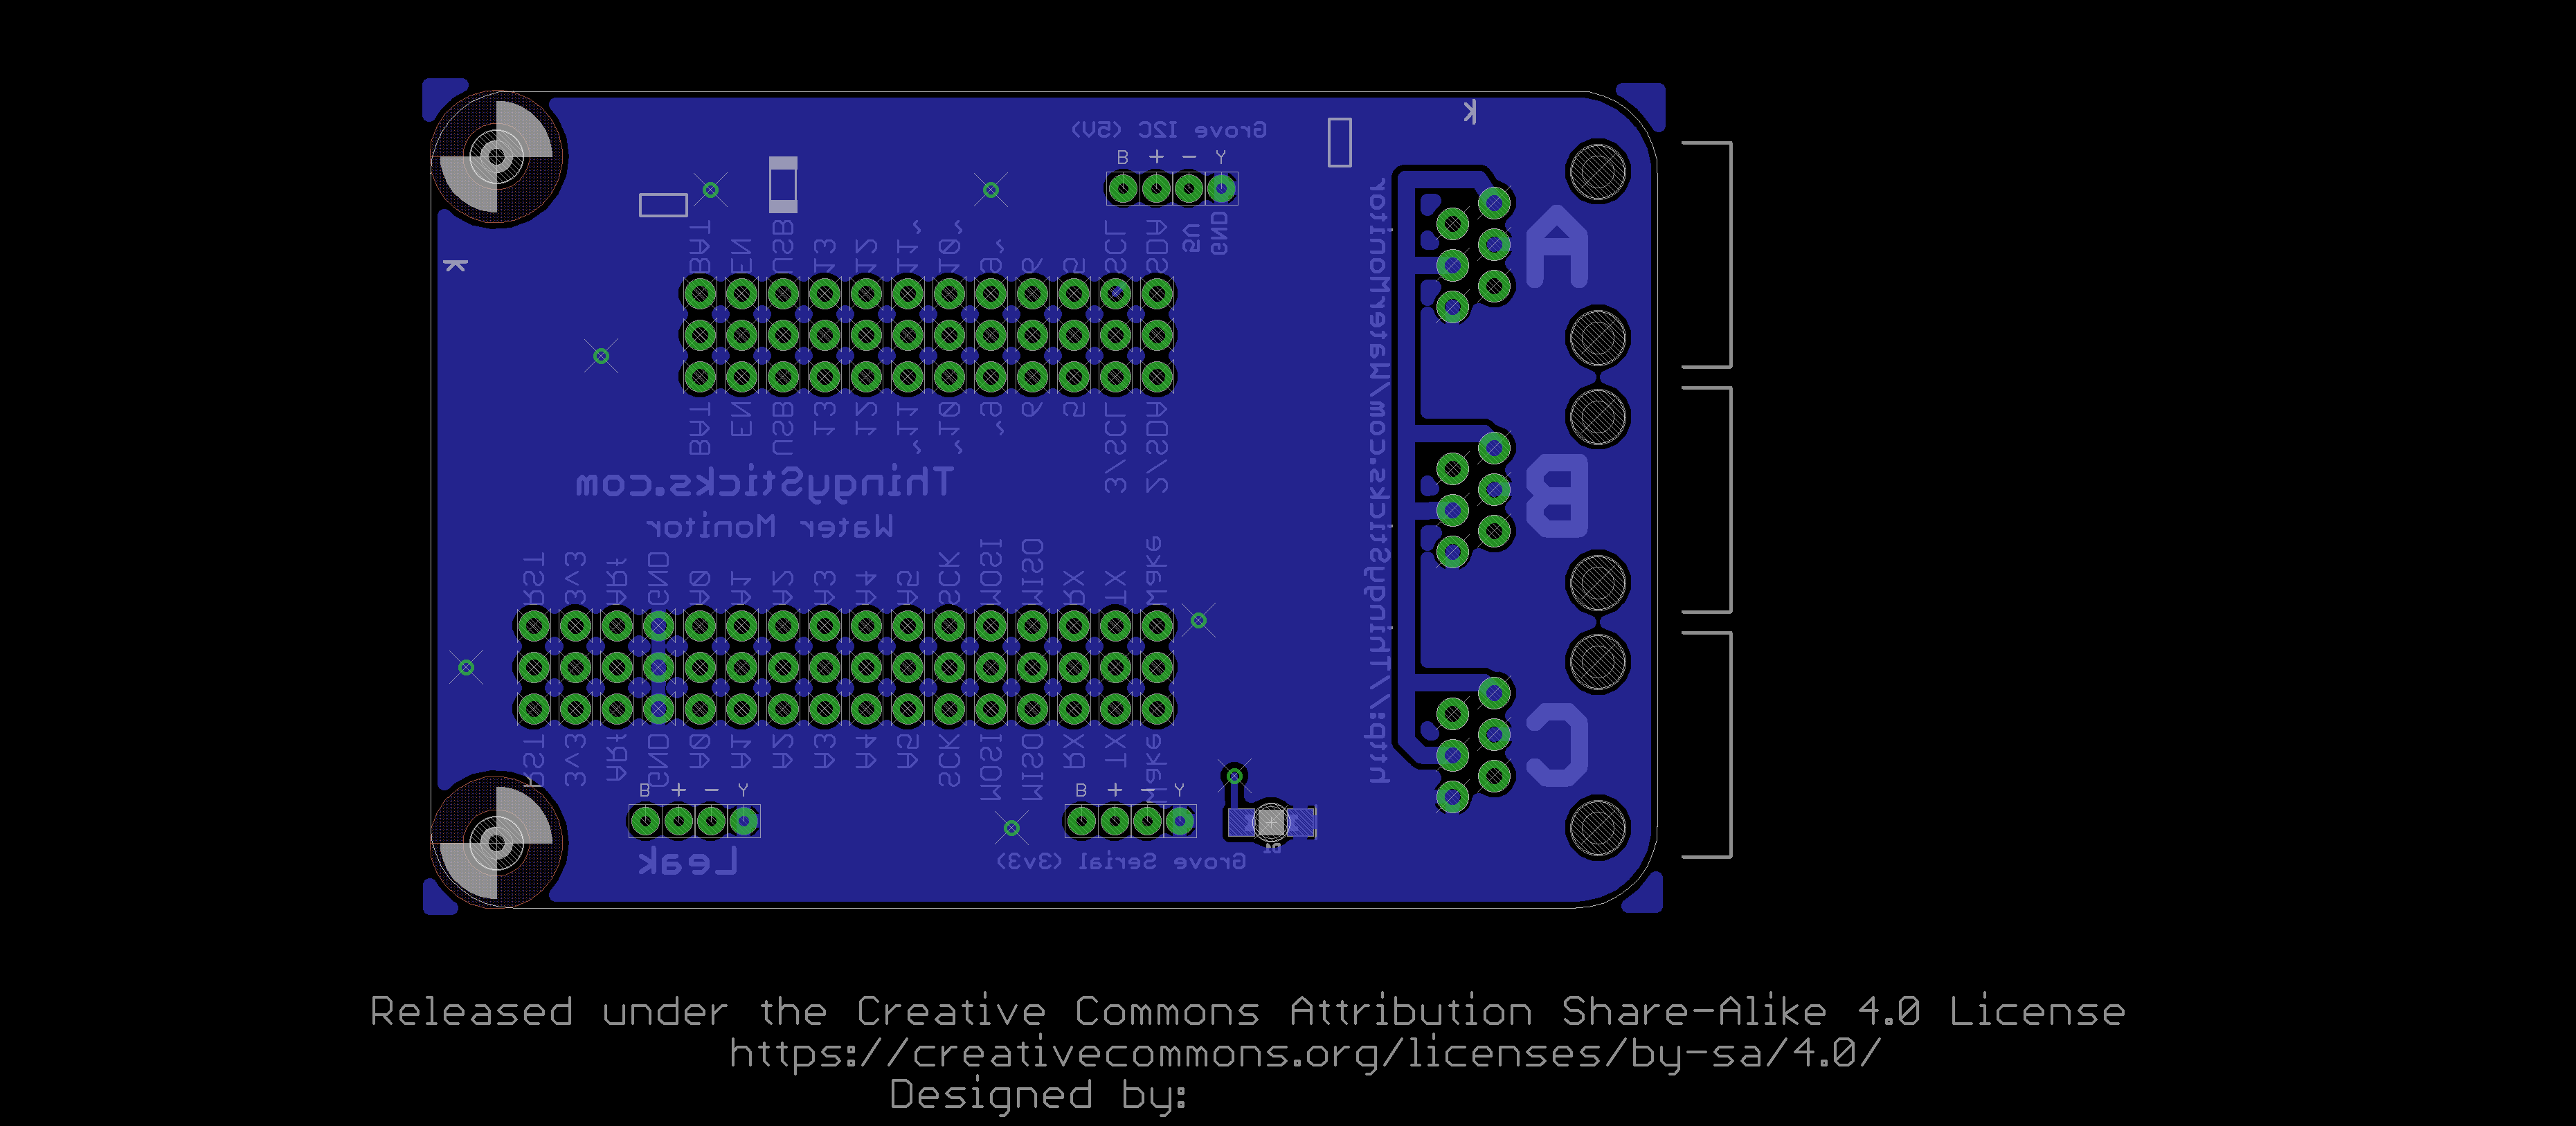 K
Grove I2C (5V)
B + - Y
5V GND
BAT EN USB 13 12 11~ 10~ 9~ 6 5 SCL SDA
K
A
BAT EN USB 13 12 ~11 ~10 ~9 6 5 3/SCL 2/SDA
ThingySticks.com
Water Monitor
B
http://ThingySticks.com/WaterMonitor
RST 3v3 ARf GND A0 A1 A2 A3 A4 A5 SCK MOSI MISO RX TX Wake
RST 3v3 ARf GND A0 A1 A2 A3 A4 A5 SCK MOSI MISO RX TX Wake
C
B + - Y
B + - Y
Leak
Grove Serial (3v3)
D1
Released under the Creative Commons Attribution Share-Alike 4.0 License
https://creativecommons.org/licenses/by-sa/4.0/
Designed by: